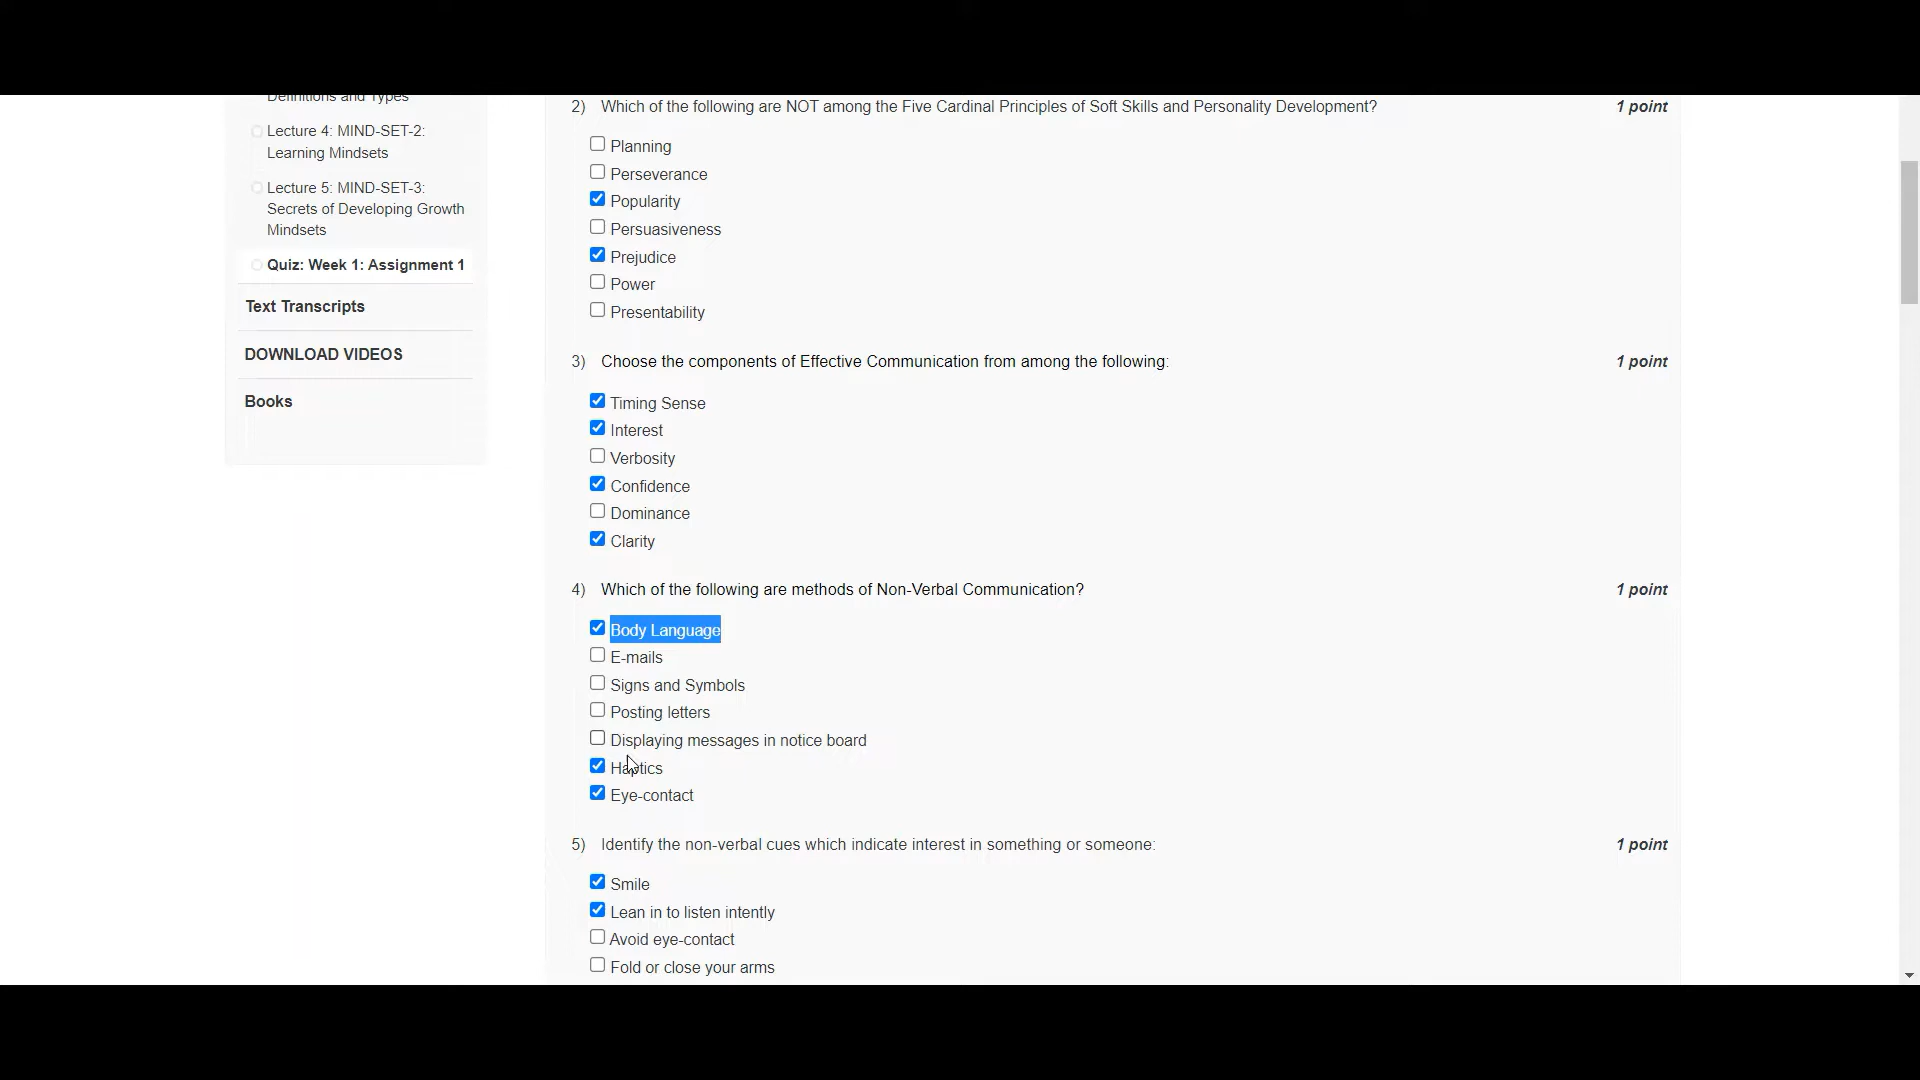 Definitions and Types
Lecture 4: MIND-SET-2:
Learning Mindsets
Lecture 5: MIND-SET-3:
Secrets of Developing Growth
Mindsets
Quiz: Week 1: Assignment 1
Text Transcripts
DOWNLOAD VIDEOS
Books
2) Which of the following are NOT among the Five Cardinal Principles of Soft Skills and Personality Development? 1 point
Planning
Perseverance
Popularity
Persuasiveness
Prejudice
Power
Presentability
3) Choose the components of Effective Communication from among the following: 1 point
Timing Sense
Interest
Verbosity
Confidence
Dominance
Clarity
4) Which of the following are methods of Non-Verbal Communication? 1 point
Body Language
E-mails
Signs and Symbols
Posting letters
Displaying messages in notice board
Haptics
Eye-contact
5) Identify the non-verbal cues which indicate interest in something or someone: 1 point
Smile
Lean in to listen intently
Avoid eye-contact
Fold or close your arms